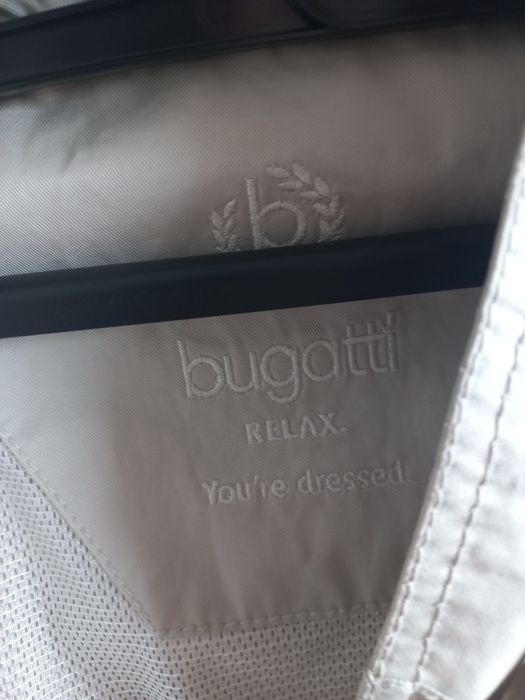 b
bugatti
RELAX.
You're dressed.